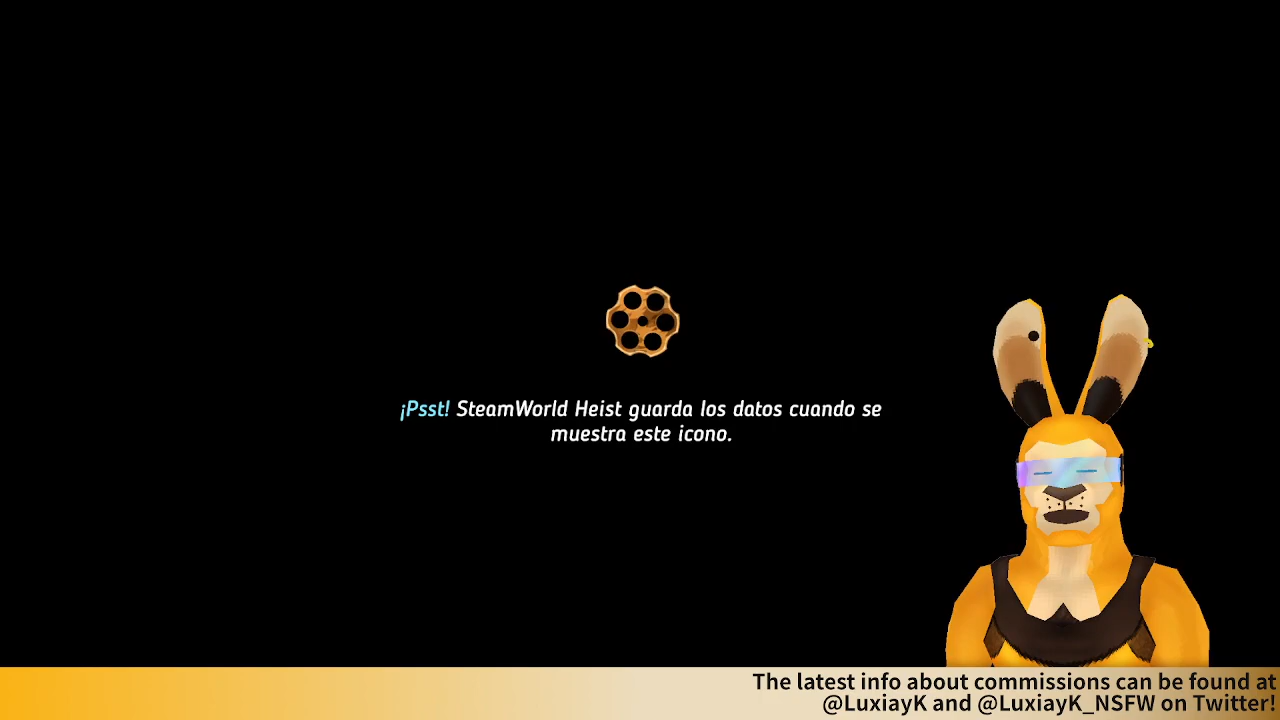 ¡Psst! SteamWorld Heist guarda los datos cuando se
muestra este icono.
The latest info about commissions can be found at
@LuxiayK and @LuxiayK_NSFW on Twitter!